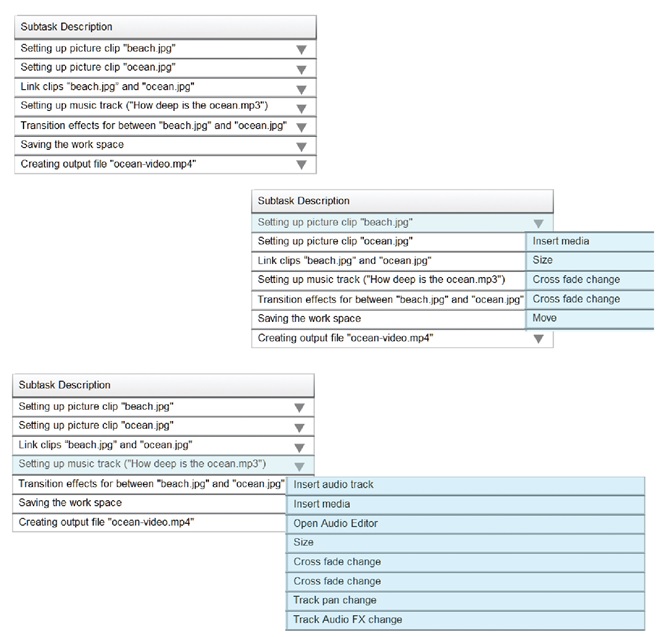 Subtask Description
Setting up picture clip "beach.jpg"
Setting up picture clip "ocean.jpg"
Link clips "beach.jpg" and "ocean.jpg"
Setting up music track ("How deep is the ocean.mp3")
Transition effects for between "beach.jpg" and "ocean.jpg"
Saving the work space
Creating output file "ocean-video.mp4"
Subtask Description
Setting up picture clip "beach.jpg"
Setting up picture clip "ocean.jpg"
Insert media
Link clips "beach.jpg" and "ocean.jpg"
Size
Setting up music track ("How deep is the ocean.mp3")
Cross fade change
Transition effects for between "beach.jpg" and "ocean.jpg"
Cross fade change
Saving the work space
Move
Creating output file "ocean-video.mp4"
Subtask Description
Setting up picture clip "beach.jpg"
Setting up picture clip "ocean.jpg"
Link clips "beach.jpg" and "ocean.jpg"
Setting up music track ("How deep is the ocean.mp3")
Transition effects for between "beach.jpg" and "ocean.jpg"
Insert audio track
Saving the work space
Insert media
Creating output file "ocean-video.mp4"
Open Audio Editor
Size
Cross fade change
Cross fade change
Track pan change
Track Audio FX change